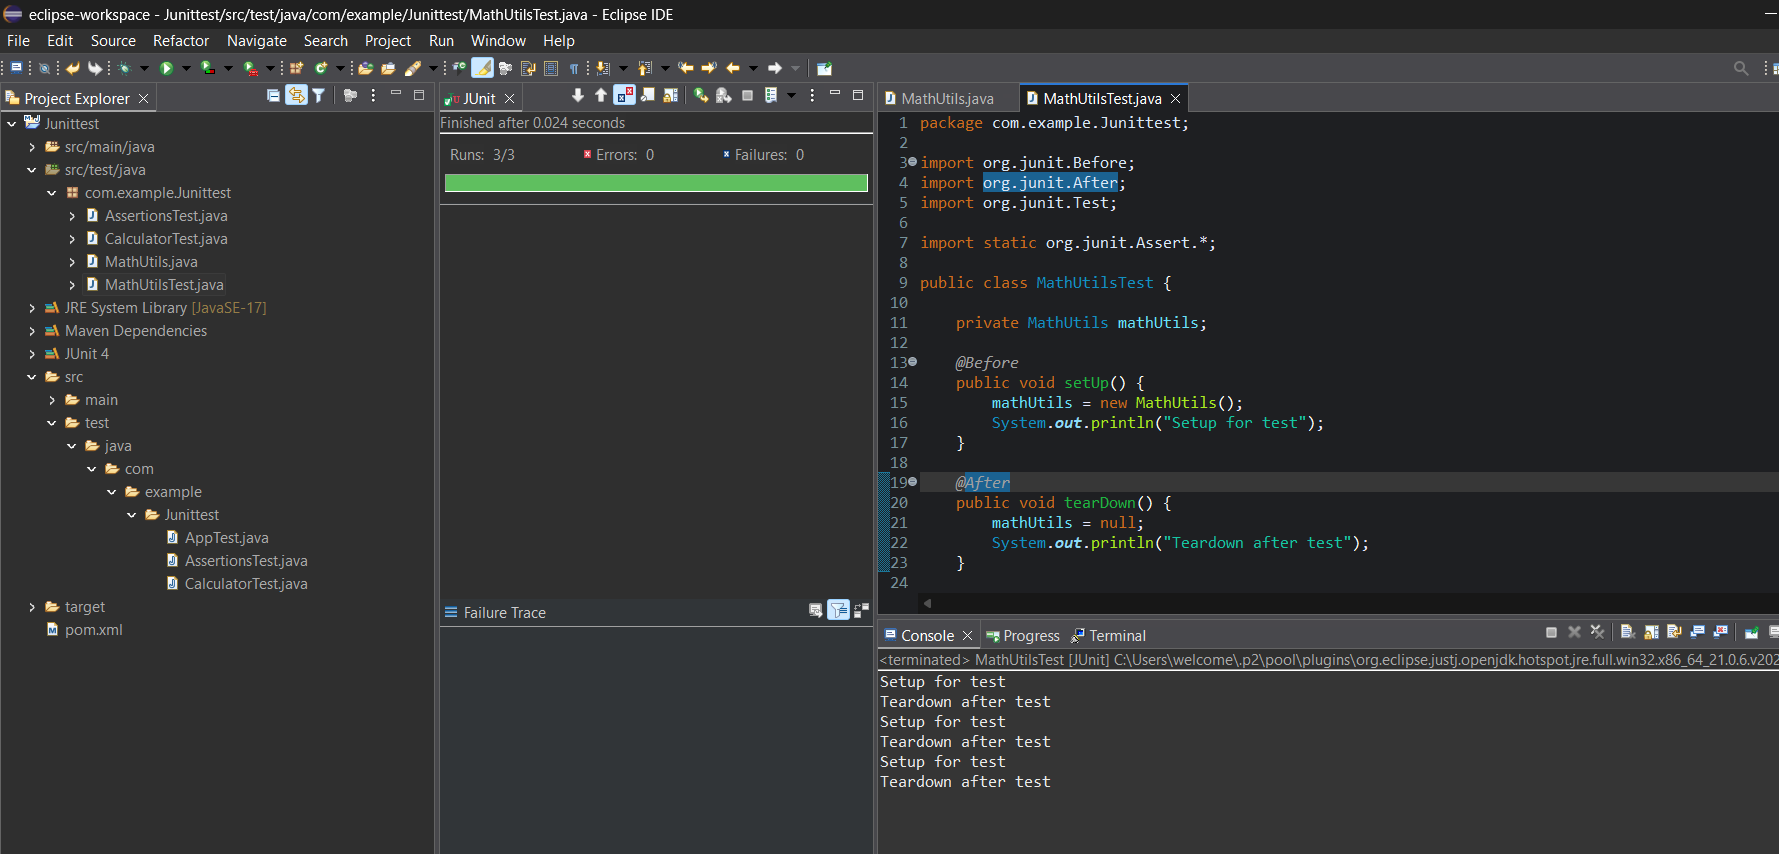 eclipse-workspace - Junittest/src/test/java/com/example/Junittest/MathUtilsTest.java - Eclipse IDE
File Edit Source Refactor Navigate Search Project Run Window Help
Project Explorer
Junittest
src/main/java
src/test/java
com.example.Junittest
AssertionsTest.java
CalculatorTest.java
MathUtils.java
MathUtilsTest.java
JRE System Library [JavaSE-17]
Maven Dependencies
JUnit 4
src
main
test
java
com
example
Junittest
AppTest.java
AssertionsTest.java
CalculatorTest.java
target
pom.xml
JUnit
Finished after 0.024 seconds
Runs: 3/3 Errors: 0 Failures: 0
Failure Trace
MathUtils.java MathUtilsTest.java
1 package com.example.Junittest;
2
3 import org.junit.Before;
4 import org.junit.After;
5 import org.junit.Test;
6
7 import static org.junit.Assert.*;
8
9 public class MathUtilsTest {
10
11 private MathUtils mathUtils;
12
13 @Before
14 public void setUp() {
15 mathUtils = new MathUtils();
16 System.out.println("Setup for test");
17 }
18
19 @After
20 public void tearDown() {
21 mathUtils = null;
22 System.out.println("Teardown after test");
23 }
24
Console Progress Terminal
<terminated> MathUtilsTest [JUnit] C:\Users\welcome\.p2\pool\plugins\org.eclipse.justj.openjdk.hotspot.jre.full.win32.x86_64_21.0.6.v202
Setup for test
Teardown after test
Setup for test
Teardown after test
Setup for test
Teardown after test